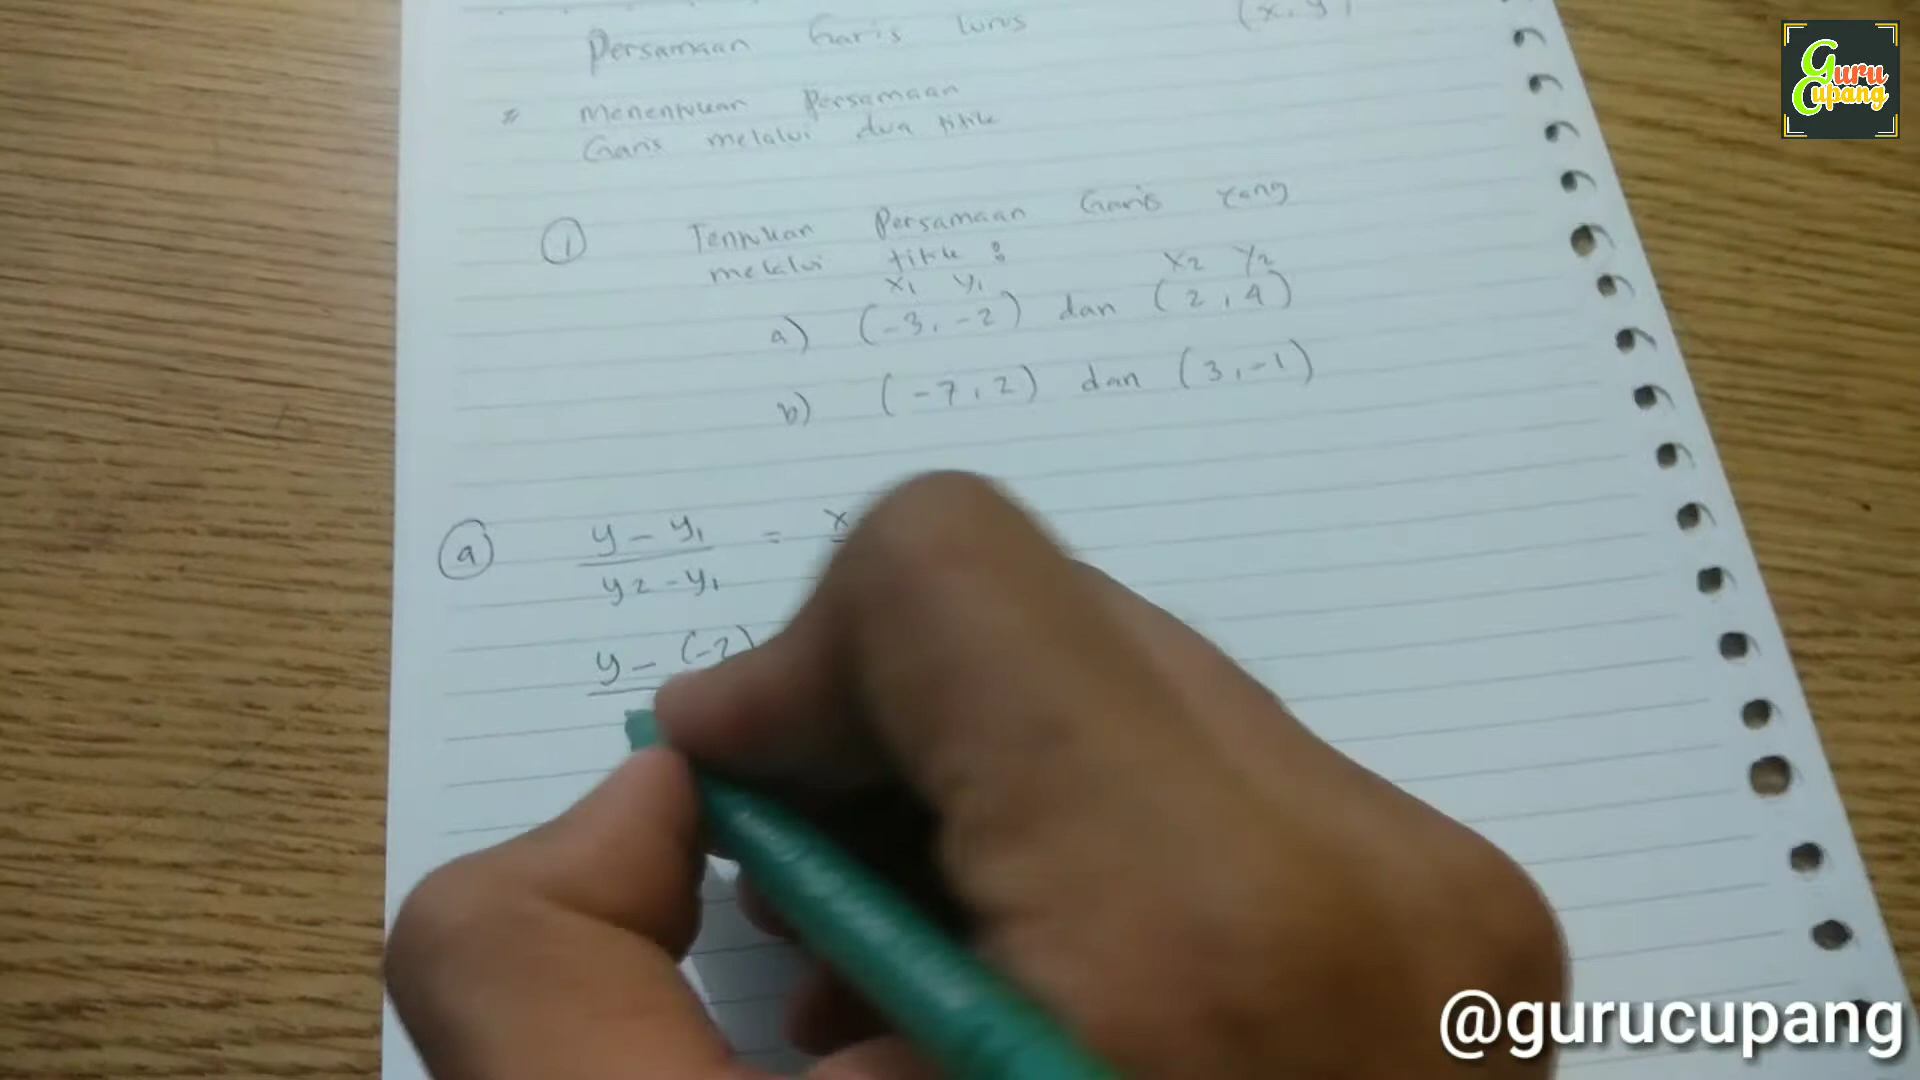 Persamaan Garis lurus (x, y)
# Menentukan Persamaan
Garis melalui dua titik
1 Tentukan Persamaan Garis yang
melalui titik :
x1 y1 x2 y2
a) (-3, -2) dan (2, 4)
b) (-7, 2) dan (3, -1)
a y - y1 = x
y2 - y1
y - (-2)
Guru
Cupang
@gurucupang